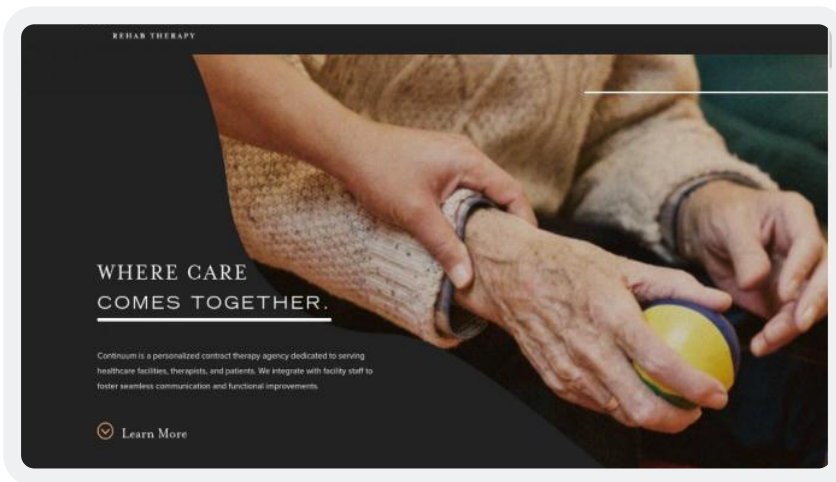 REHAB THERAPY
WHERE CARE
COMES TOGETHER.
Continuum is a personalized contract therapy agency dedicated to serving
healthcare facilities, therapists, and patients. We integrate with facility staff to
foster seamless communication and functional improvements.
Learn More